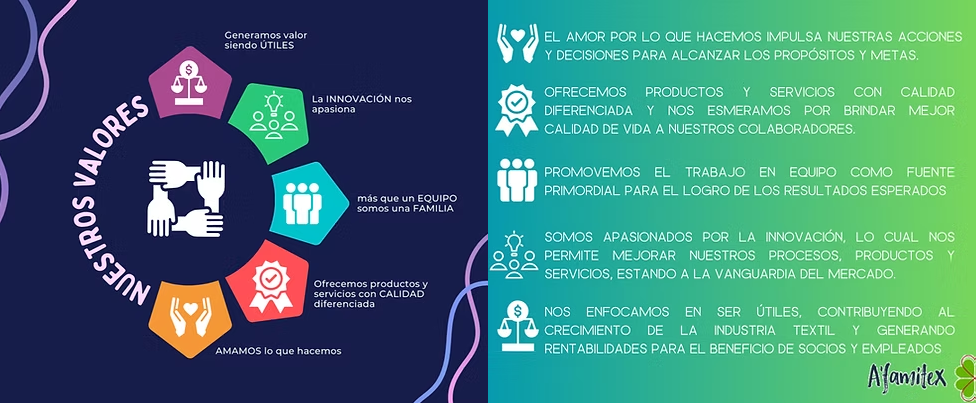 NUESTROS VALORES
Generamos valor
siendo ÚTILES
La INNOVACIÓN nos
apasiona
más que un EQUIPO
somos una FAMILIA
Ofrecemos productos y
servicios con CALIDAD
diferenciada
AMAMOS lo que hacemos
EL AMOR POR LO QUE HACEMOS IMPULSA NUESTRAS ACCIONES
Y DECISIONES PARA ALCANZAR LOS PROPÓSITOS Y METAS.
OFRECEMOS PRODUCTOS Y SERVICIOS CON CALIDAD
DIFERENCIADA Y NOS ESMERAMOS POR BRINDAR MEJOR
CALIDAD DE VIDA A NUESTROS COLABORADORES.
PROMOVEMOS EL TRABAJO EN EQUIPO COMO FUENTE
PRIMORDIAL PARA EL LOGRO DE LOS RESULTADOS ESPERADOS
SOMOS APASIONADOS POR LA INNOVACIÓN, LO CUAL NOS
PERMITE MEJORAR NUESTROS PROCESOS, PRODUCTOS Y
SERVICIOS, ESTANDO A LA VANGUARDIA DEL MERCADO.
NOS ENFOCAMOS EN SER ÚTILES, CONTRIBUYENDO AL
CRECIMIENTO DE LA INDUSTRIA TEXTIL Y GENERANDO
RENTABILIDADES PARA EL BENEFICIO DE SOCIOS Y EMPLEADOS
A'famitex